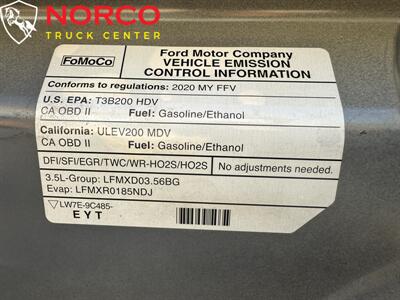 NORCO
TRUCK CENTER
FoMoCo
Ford Motor Company
VEHICLE EMISSION
CONTROL INFORMATION
Conforms to regulations: 2020 MY FFV
U.S. EPA: T3B200 HDV
CA OBD II Fuel: Gasoline/Ethanol
California: ULEV200 MDV
CA OBD II Fuel: Gasoline/Ethanol
DFI/SFI/EGR/TWC/WR-HO2S/HO2S No adjustments needed.
3.5L-Group: LFMXD03.56BG
Evap: LFMXR0185NDJ
LW7E-9C485-
EYT